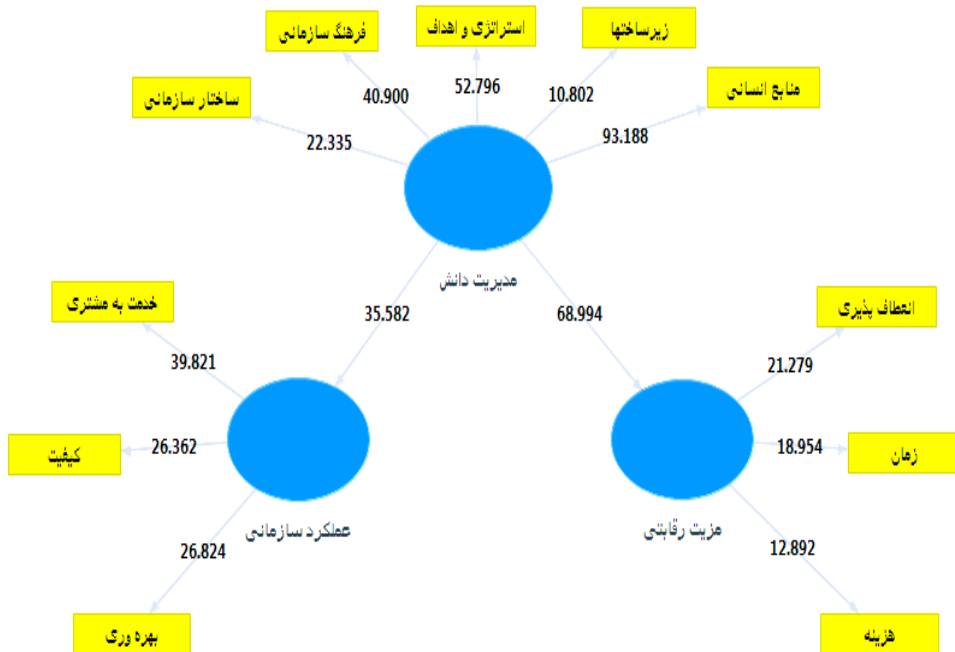 استراتژی و اهداف
زیرساختها
فرهنگ سازمانی
منابع انسانی
ساختار سازمانی
52.796
10.802
40.900
93.188
22.335
مدیریت دانش
خدمت به مشتری
انعطاف پذیری
35.582
68.994
39.821
21.279
کیفیت
26.362
18.954
زمان
عملکرد سازمانی
مزیت رقابتی
26.824
12.892
بهره وری
هزینه